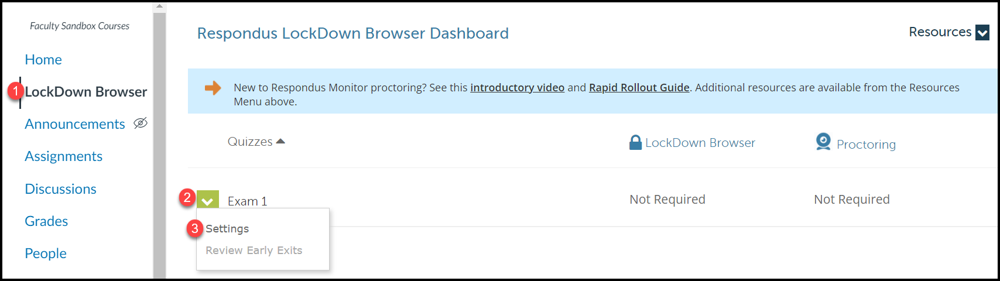 Faculty Sandbox Courses
Home
1 LockDown Browser
Announcements
Assignments
Discussions
Grades
People
Respondus LockDown Browser Dashboard
Resources
New to Respondus Monitor proctoring? See this introductory video and Rapid Rollout Guide. Additional resources are available from the Resources
Menu above.
Quizzes LockDown Browser Proctoring
2 Exam 1 Not Required Not Required
3 Settings
Review Early Exits